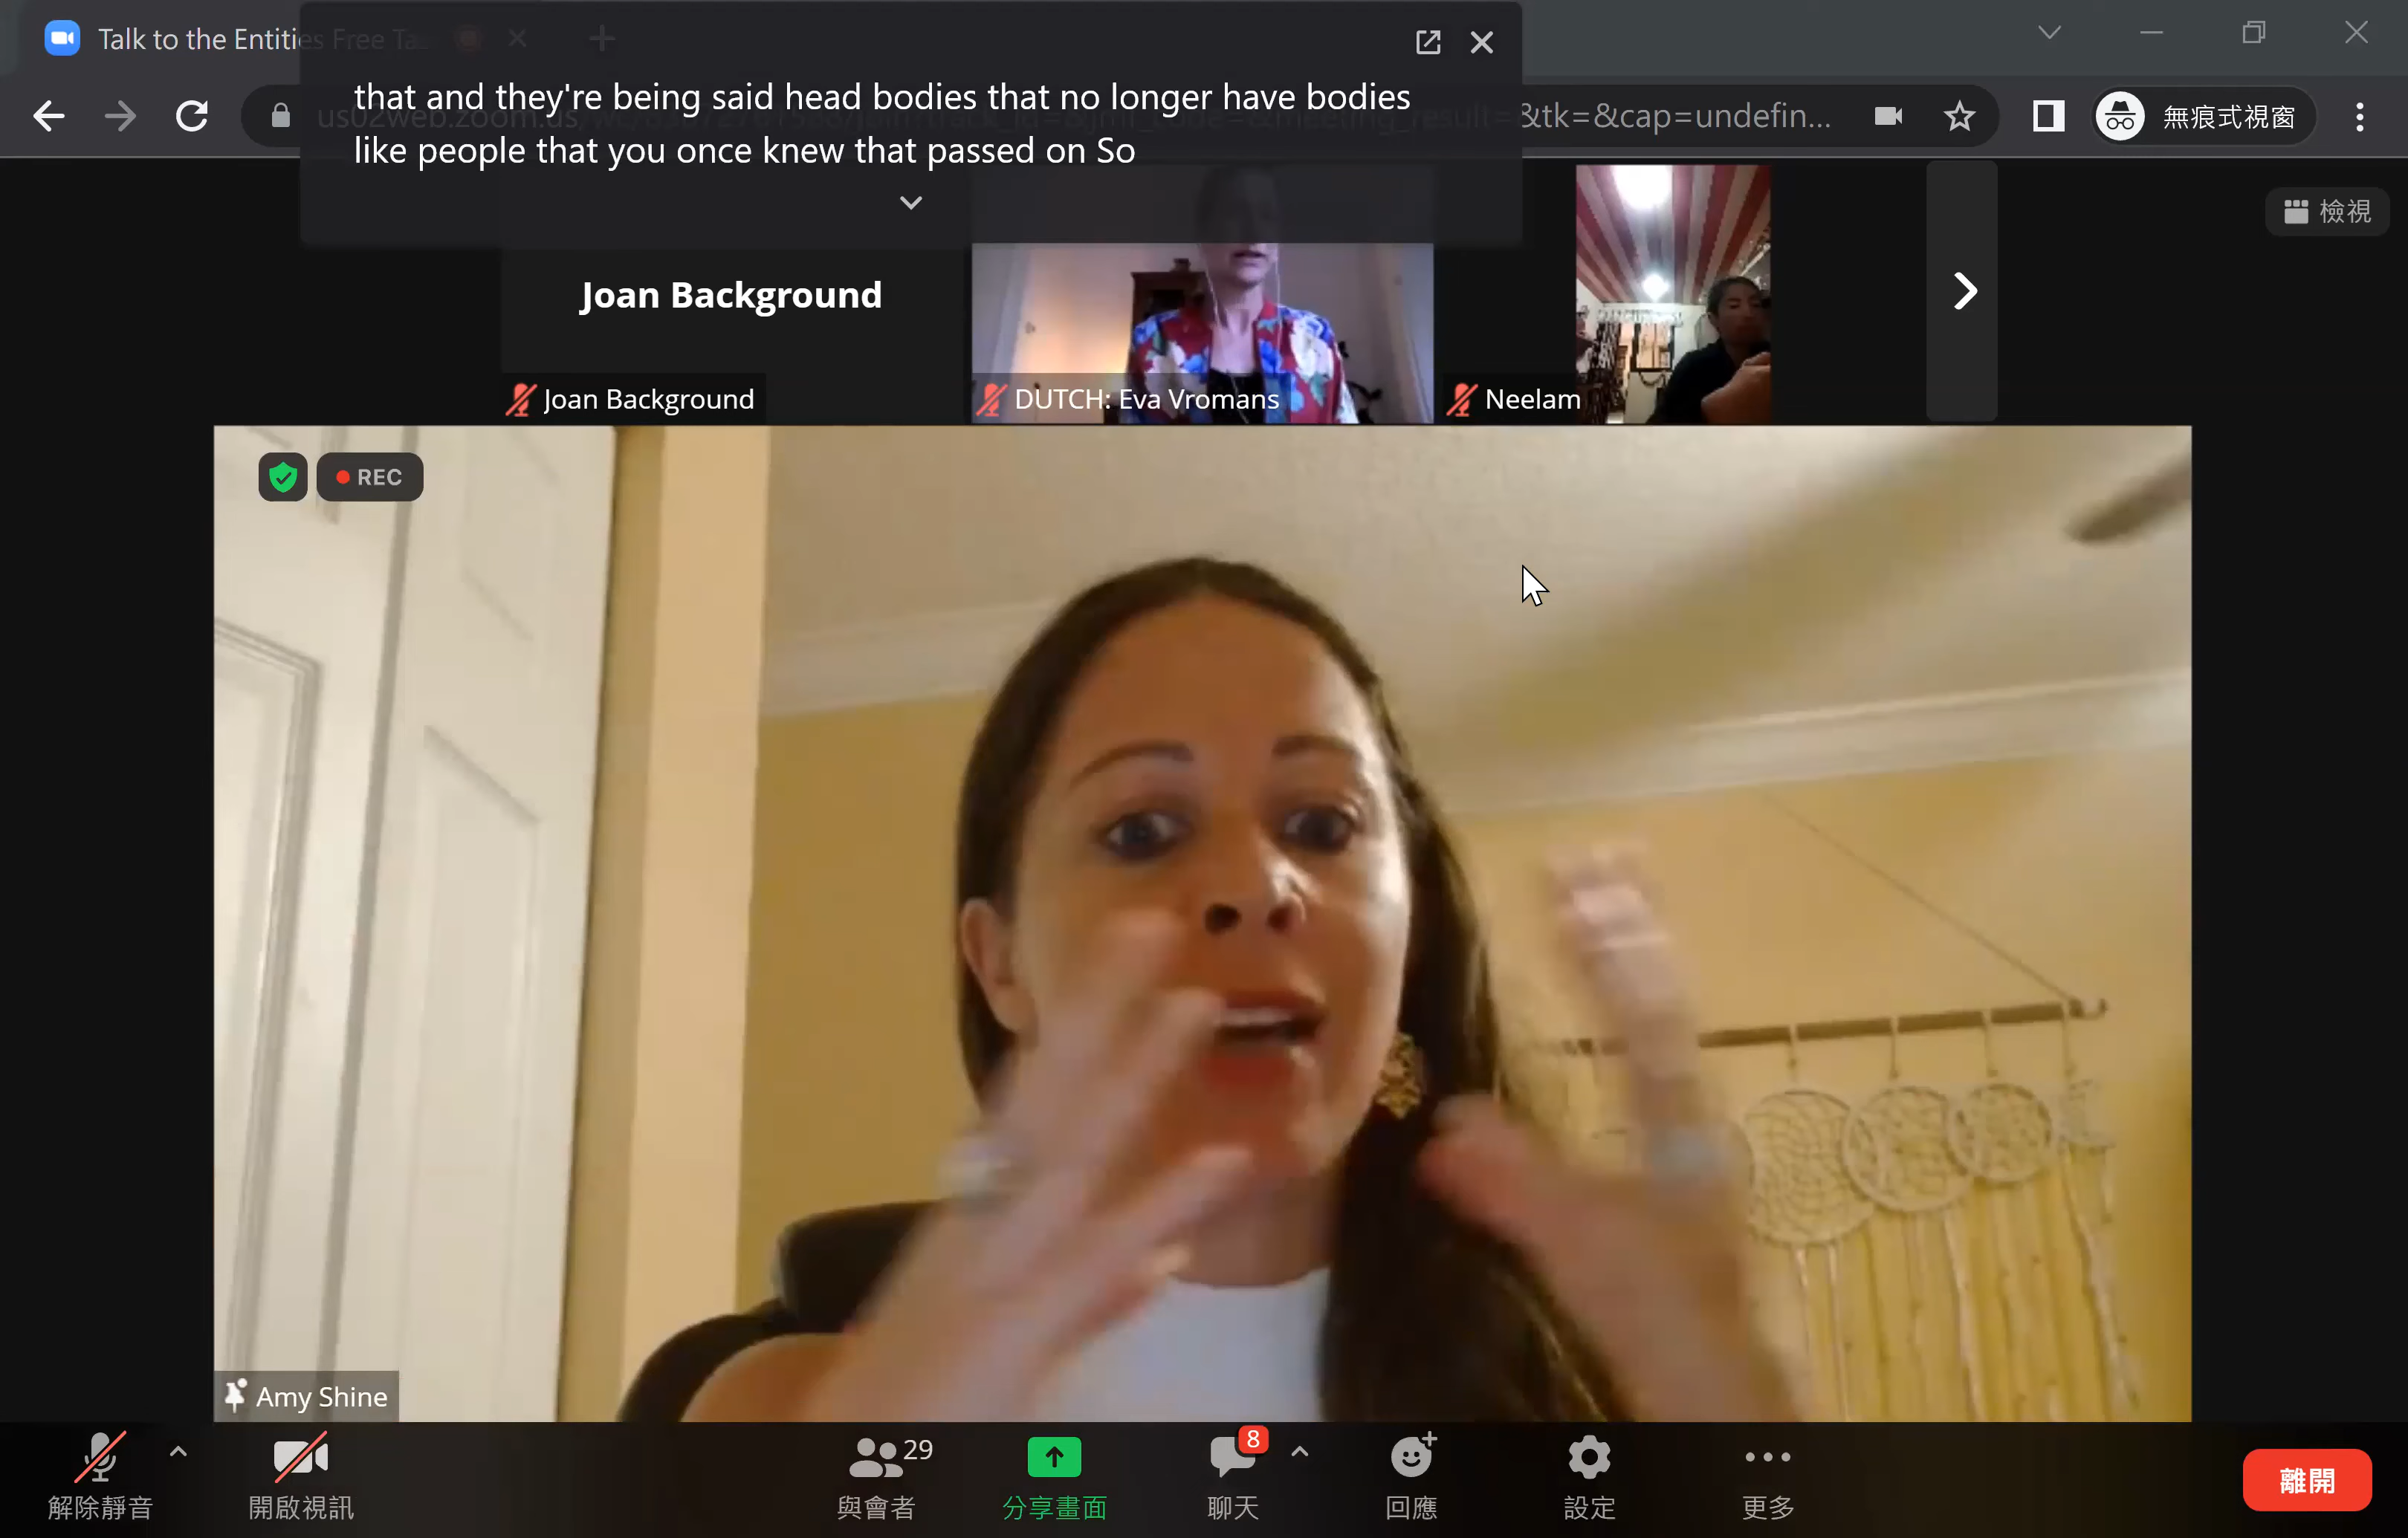 Talk to the Entities Free Ta
that and they're being said head bodies that no longer have bodies
like people that you once knew that passed on So
&tk=&cap=undefin...
無痕式視窗
檢視
Joan Background
Joan Background
DUTCH: Eva Vromans
Neelam
REC
Amy Shine
29
8
解除靜音
開啟視訊
與會者
分享畫面
聊天
回應
設定
更多
離開